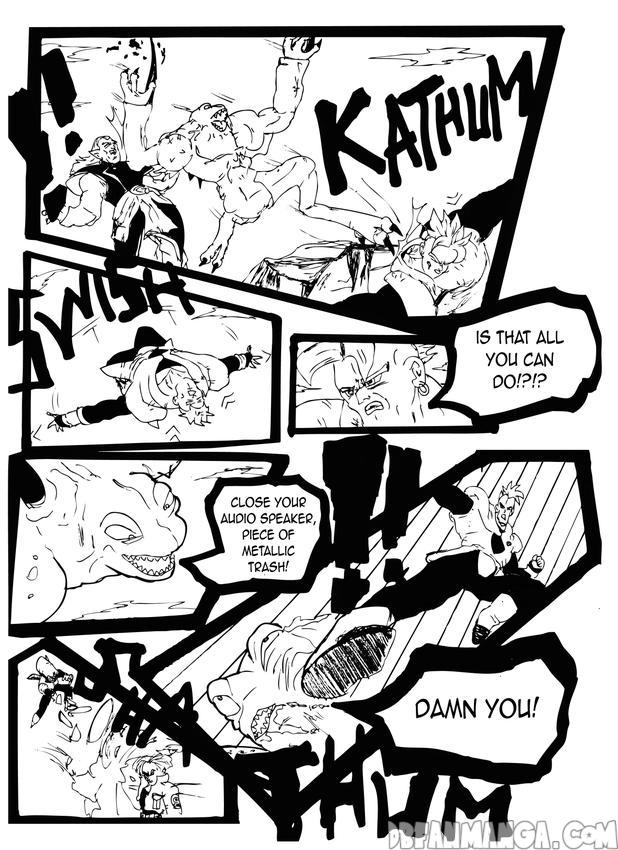 !
KATHUM
SWISH
IS THAT ALL
YOU CAN
DO!?!?
CLOSE YOUR
AUDIO SPEAKER,
PIECE OF
METALLIC
TRASH!
!!
DAMN YOU!
THUM
DBFANMANGA.COM